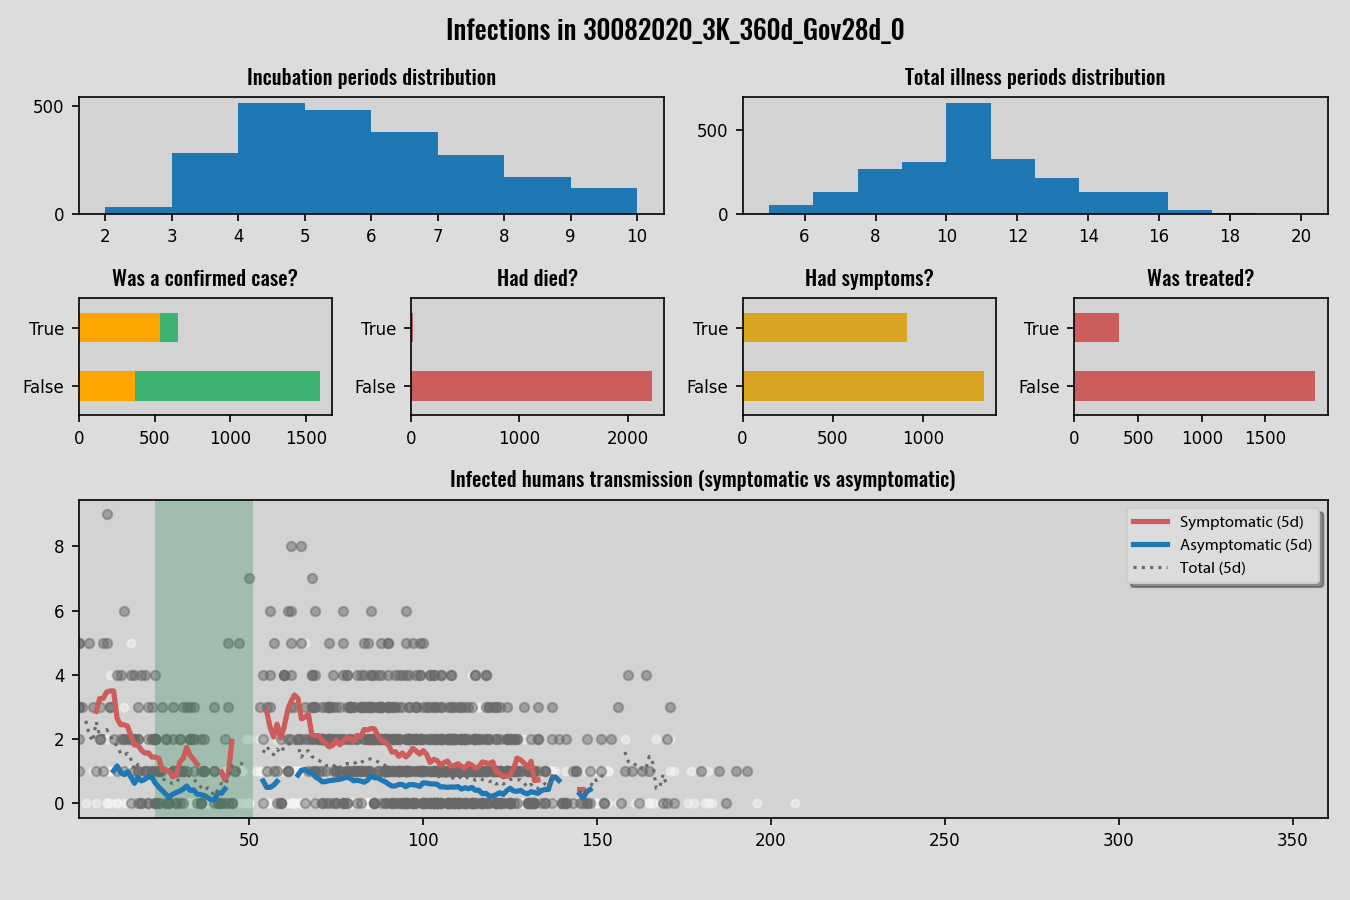 Infections in 30082020_3K_360d_Gov28d_0
Incubation periods distribution
500
0
2 3 4 5 6 7 8 9 10
Total illness periods distribution
500
0
6 8 10 12 14 16 18 20
Was a confirmed case?
True
False
0 500 1000 1500
Had died?
True
False
0 1000 2000
Had symptoms?
True
False
0 500 1000
Was treated?
True
False
0 500 1000 1500
Infected humans transmission (symptomatic vs asymptomatic)
8
6
4
2
0
50 100 150 200 250 300 350
Symptomatic (5d)
Asymptomatic (5d)
Total (5d)